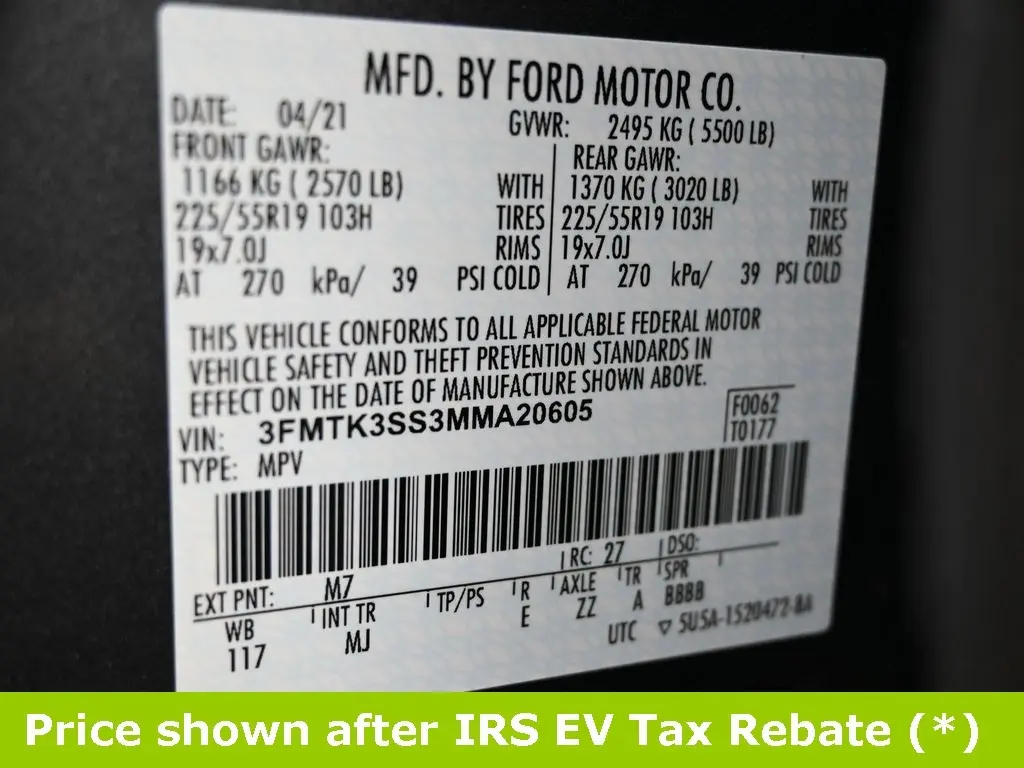 MFD. BY FORD MOTOR CO.
DATE: 04/21 GVWR: 2495 KG ( 5500 LB)
FRONT GAWR: REAR GAWR:
1166 KG ( 2570 LB) WITH 1370 KG ( 3020 LB) WITH
225/55R19 103H TIRES 225/55R19 103H TIRES
19x7.0J RIMS 19x7.0J RIMS
AT 270 kPa/ 39 PSI COLD AT 270 kPa/ 39 PSI COLD
THIS VEHICLE CONFORMS TO ALL APPLICABLE FEDERAL MOTOR
VEHICLE SAFETY AND THEFT PREVENTION STANDARDS IN
EFFECT ON THE DATE OF MANUFACTURE SHOWN ABOVE.
VIN: 3FMTK3SS3MMA20605 F0062
TYPE: MPV T0177
EXT PNT: M7 RC: 27 DSO:
WB INT TR TP/PS R AXLE TR SPR
117 MJ E ZZ A BBBB
UTC ▽ 5U5A-1520472-BA
Price shown after IRS EV Tax Rebate (*)